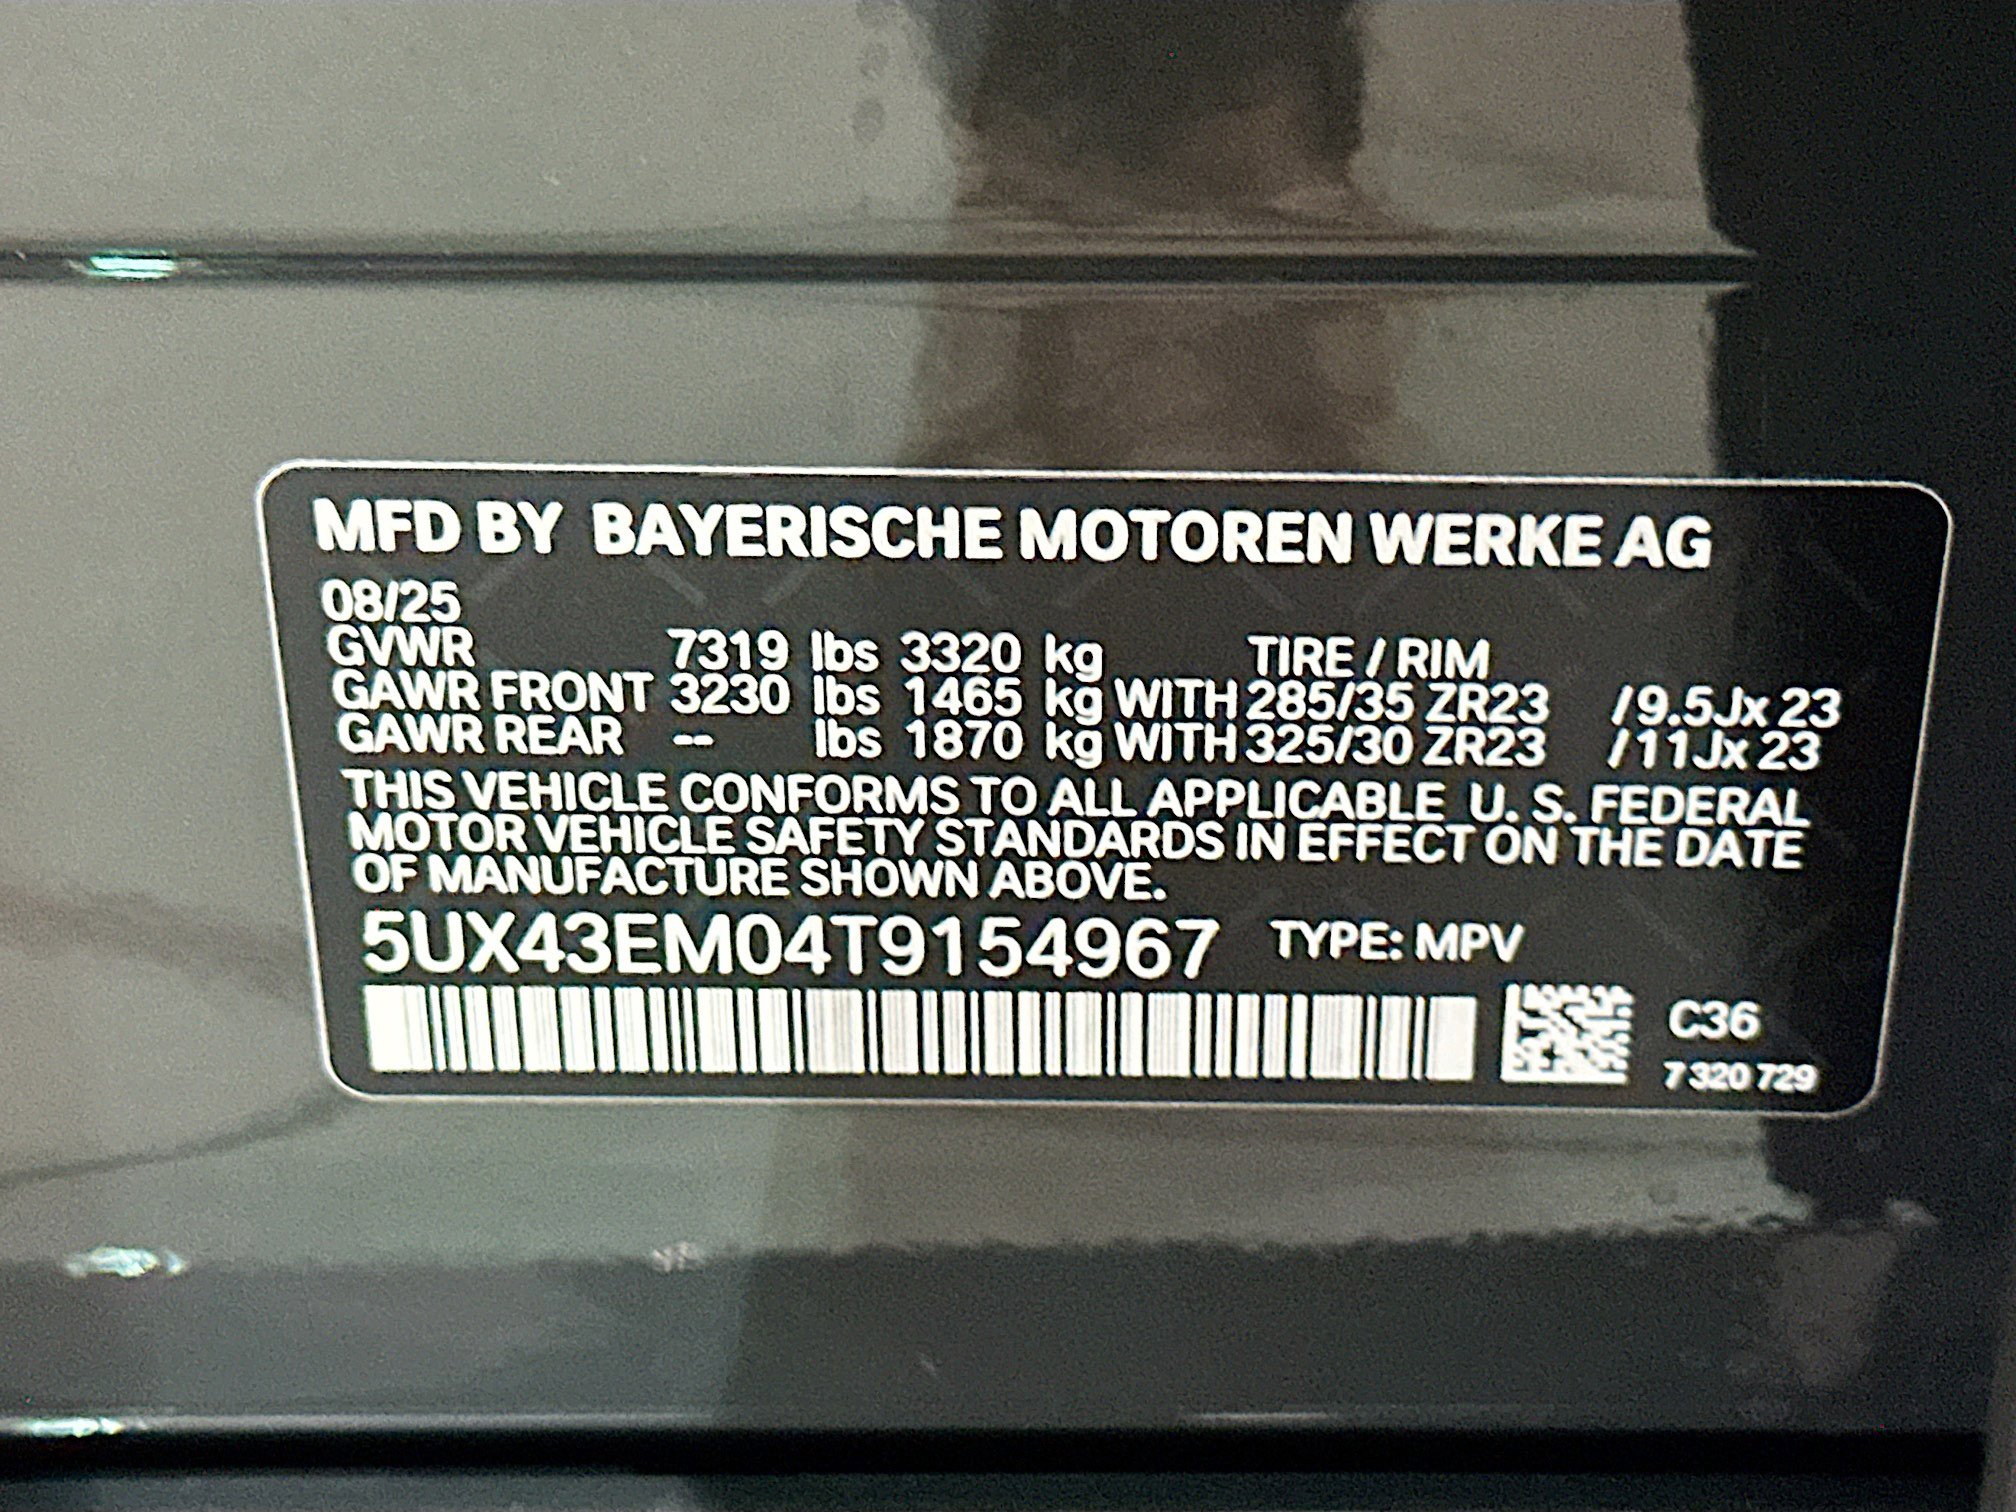 MFD BY BAYERISCHE MOTOREN WERKE AG
08/25
GVWR 7319 lbs 3320 kg TIRE / RIM
GAWR FRONT 3230 lbs 1465 kg WITH 285/35 ZR23 /9.5Jx 23
GAWR REAR -- lbs 1870 kg WITH 325/30 ZR23 /11Jx 23
THIS VEHICLE CONFORMS TO ALL APPLICABLE U. S. FEDERAL
MOTOR VEHICLE SAFETY STANDARDS IN EFFECT ON THE DATE
OF MANUFACTURE SHOWN ABOVE.
5UX43EM04T9154967 TYPE: MPV
C36
7 320 729